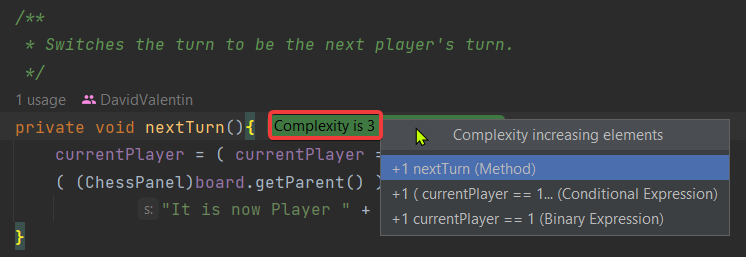 /**
* Switches the turn to be the next player's turn.
*/
1 usage DavidValentin
private void nextTurn(){ Complexity is 3
Complexity increasing elements
currentPlayer = ( currentPlayer =
+1 nextTurn (Method)
( (ChessPanel)board.getParent() )
+1 ( currentPlayer == 1... (Conditional Expression)
s: "It is now Player " +
+1 currentPlayer == 1 (Binary Expression)
}